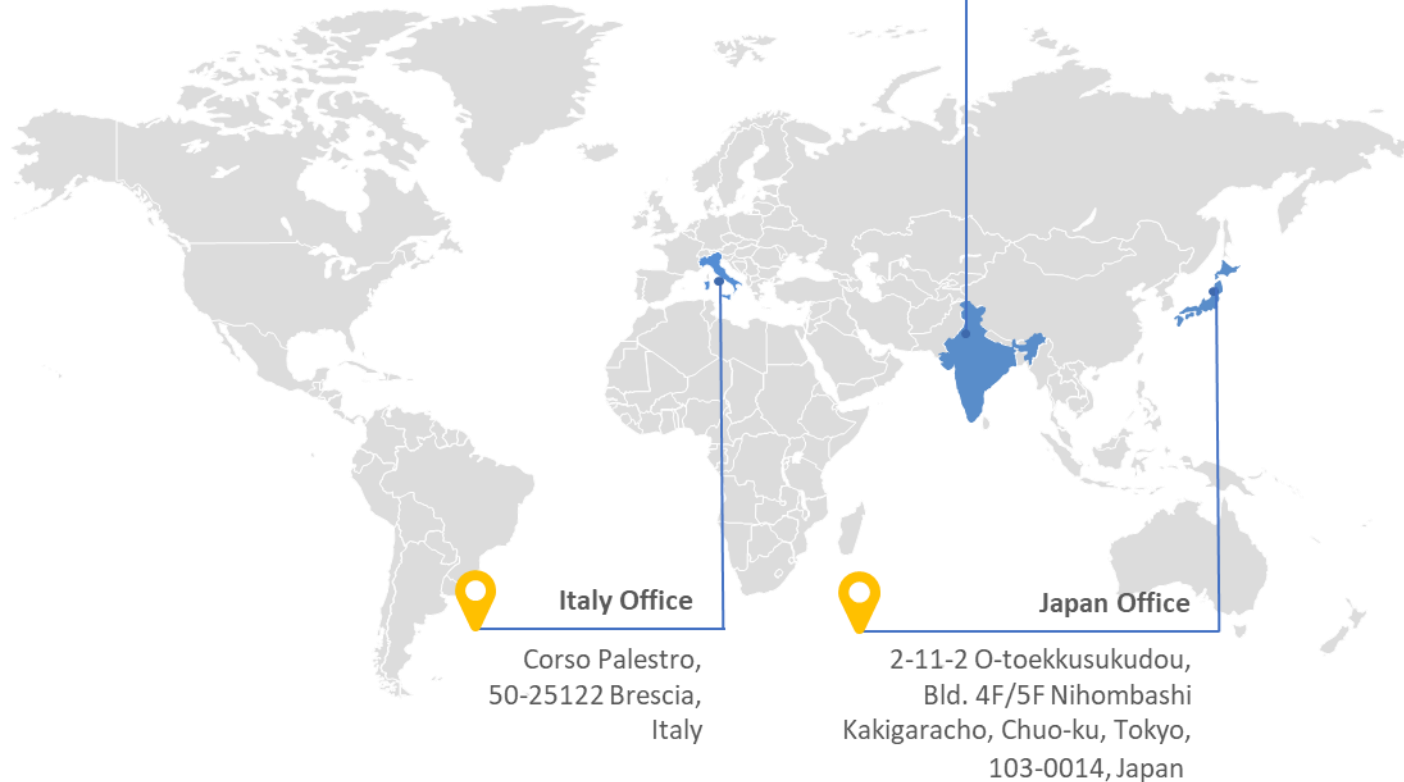 Italy Office
Corso Palestro,
50-25122 Brescia,
Italy
Japan Office
2-11-2 O-toekkusukudou,
Bld. 4F/5F Nihombashi
Kakigaracho, Chuo-ku, Tokyo,
103-0014, Japan